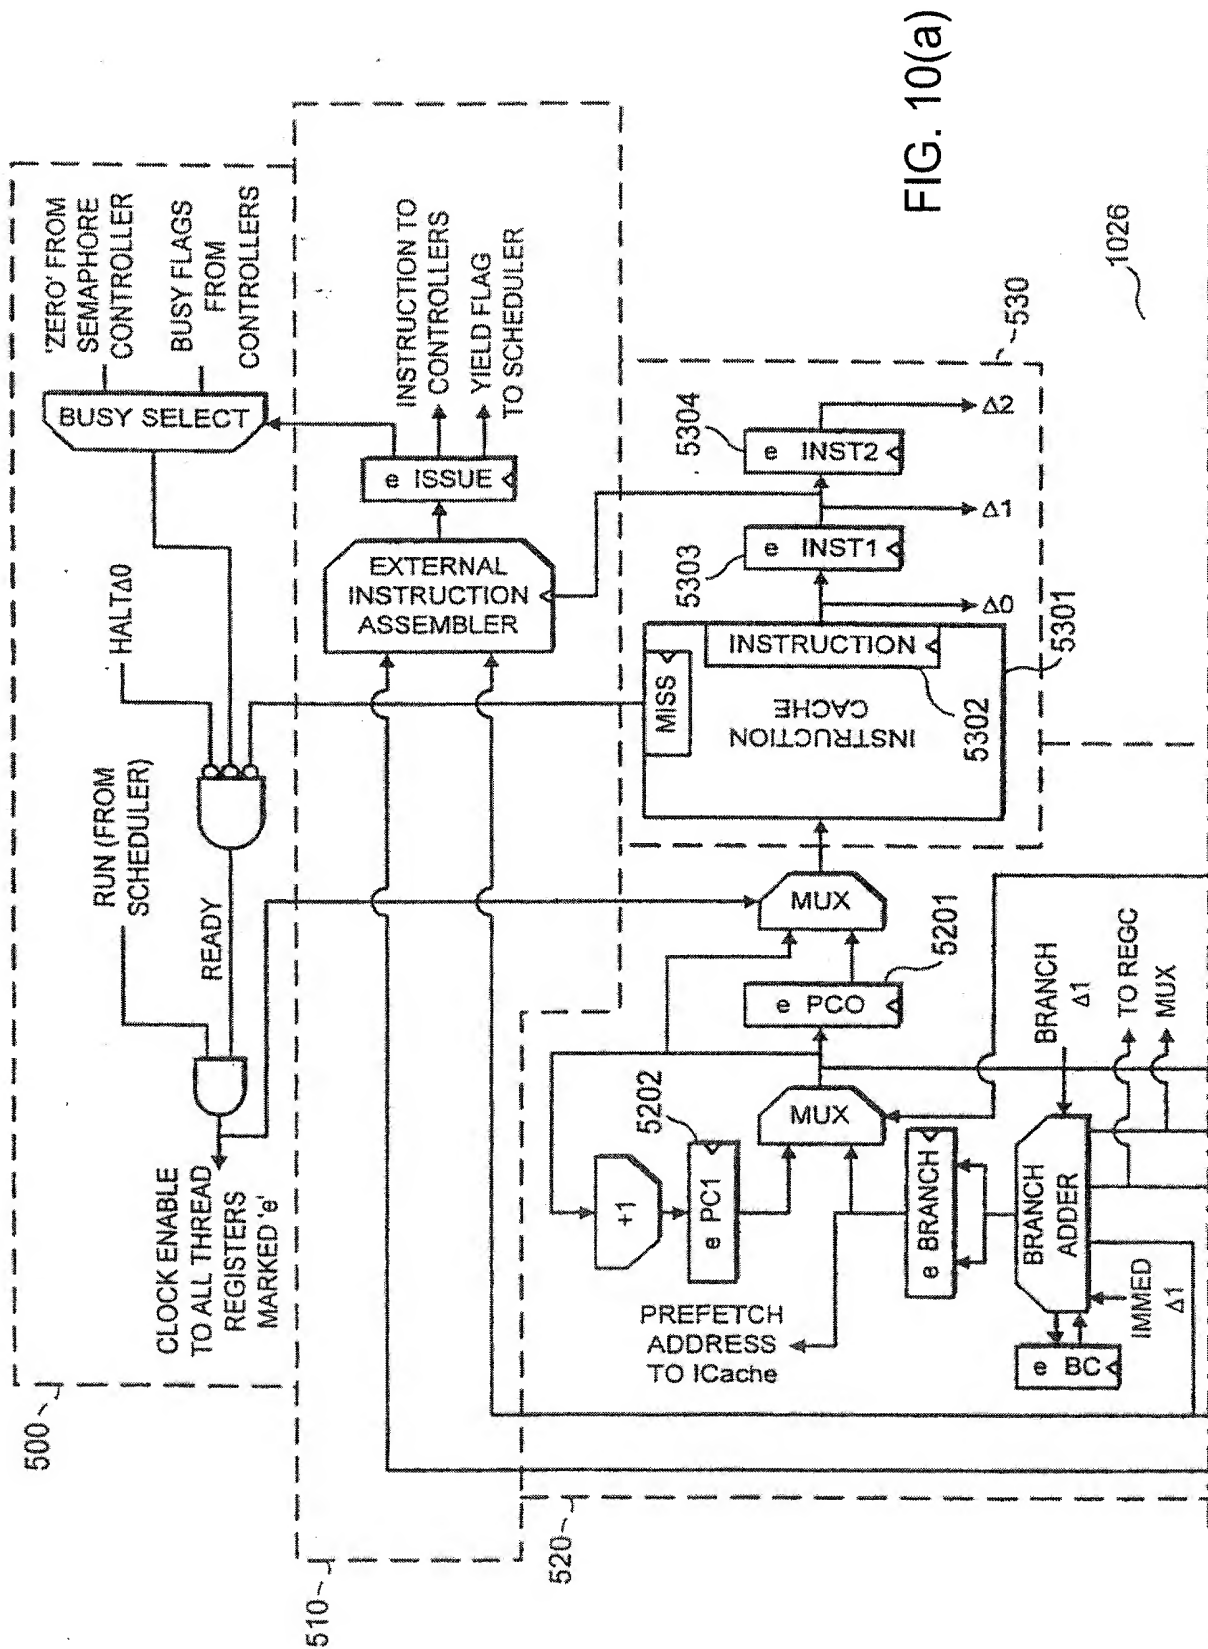 500
'ZERO' FROM
SEMAPHORE
CONTROLLER
BUSY FLAGS
FROM
CONTROLLERS
BUSY SELECT
HALTΔ0
RUN (FROM
SCHEDULER)
READY
CLOCK ENABLE
TO ALL THREAD
REGISTERS
MARKED 'e'
510
EXTERNAL
INSTRUCTION
ASSEMBLER
e ISSUE
INSTRUCTION TO
CONTROLLERS
YIELD FLAG
TO SCHEDULER
520
+1
e PC1
5202
MUX
e PCO
5201
MUX
PREFETCH
ADDRESS
TO ICache
e BRANCH
BRANCH
ADDER
e BC
IMMED
Δ1
BRANCH
Δ1
TO REGC
MUX
530
MISS
INSTRUCTION
INSTRUCTION
CACHE
5301
5302
e INST1
5303
e INST2
5304
Δ0
Δ1
Δ2
1026
FIG. 10(a)